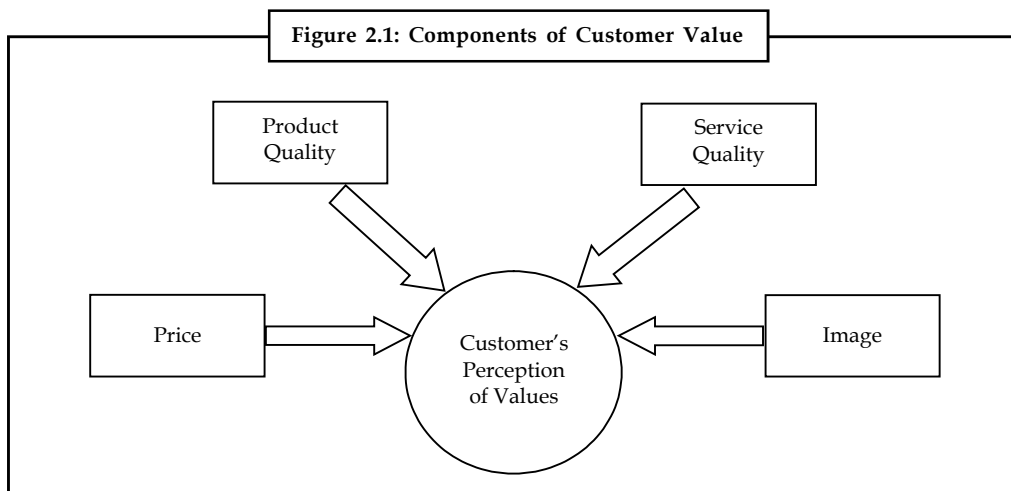 Figure 2.1: Components of Customer Value
Product
Quality
Service
Quality
Price
Customer’s
Perception
of Values
Image